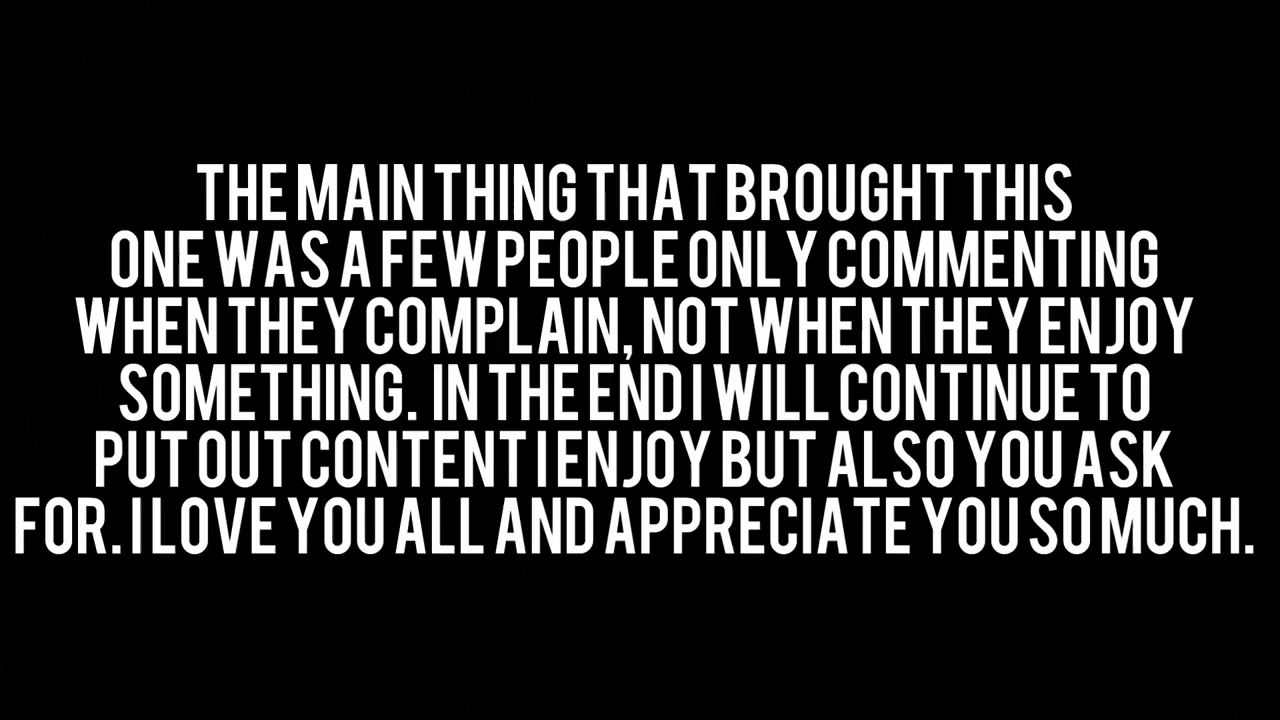 THE MAIN THING THAT BROUGHT THIS
ONE WAS A FEW PEOPLE ONLY COMMENTING
WHEN THEY COMPLAIN, NOT WHEN THEY ENJOY
SOMETHING. IN THE END I WILL CONTINUE TO
PUT OUT CONTENT I ENJOY BUT ALSO YOU ASK
FOR. I LOVE YOU ALL AND APPRECIATE YOU SO MUCH.